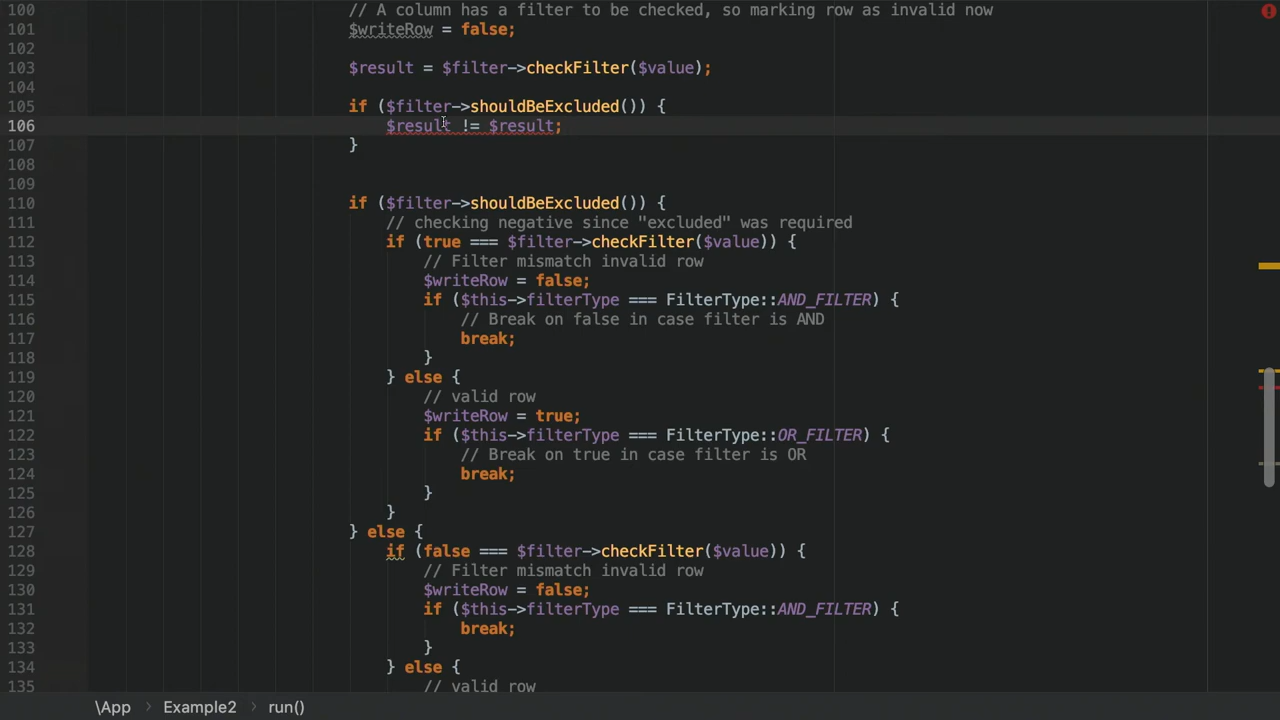 100 // A column has a filter to be checked, so marking row as invalid now
101 $writeRow = false;
102
103 $result = $filter->checkFilter($value);
104
105 if ($filter->shouldBeExcluded()) {
106 $result != $result;
107 }
108
109
110 if ($filter->shouldBeExcluded()) {
111 // checking negative since "excluded" was required
112 if (true === $filter->checkFilter($value)) {
113 // Filter mismatch invalid row
114 $writeRow = false;
115 if ($this->filterType === FilterType::AND_FILTER) {
116 // Break on false in case filter is AND
117 break;
118 }
119 } else {
120 // valid row
121 $writeRow = true;
122 if ($this->filterType === FilterType::OR_FILTER) {
123 // Break on true in case filter is OR
124 break;
125 }
126 }
127 } else {
128 if (false === $filter->checkFilter($value)) {
129 // Filter mismatch invalid row
130 $writeRow = false;
131 if ($this->filterType === FilterType::AND_FILTER) {
132 break;
133 }
134 } else {
135 // valid row
\App > Example2 > run()